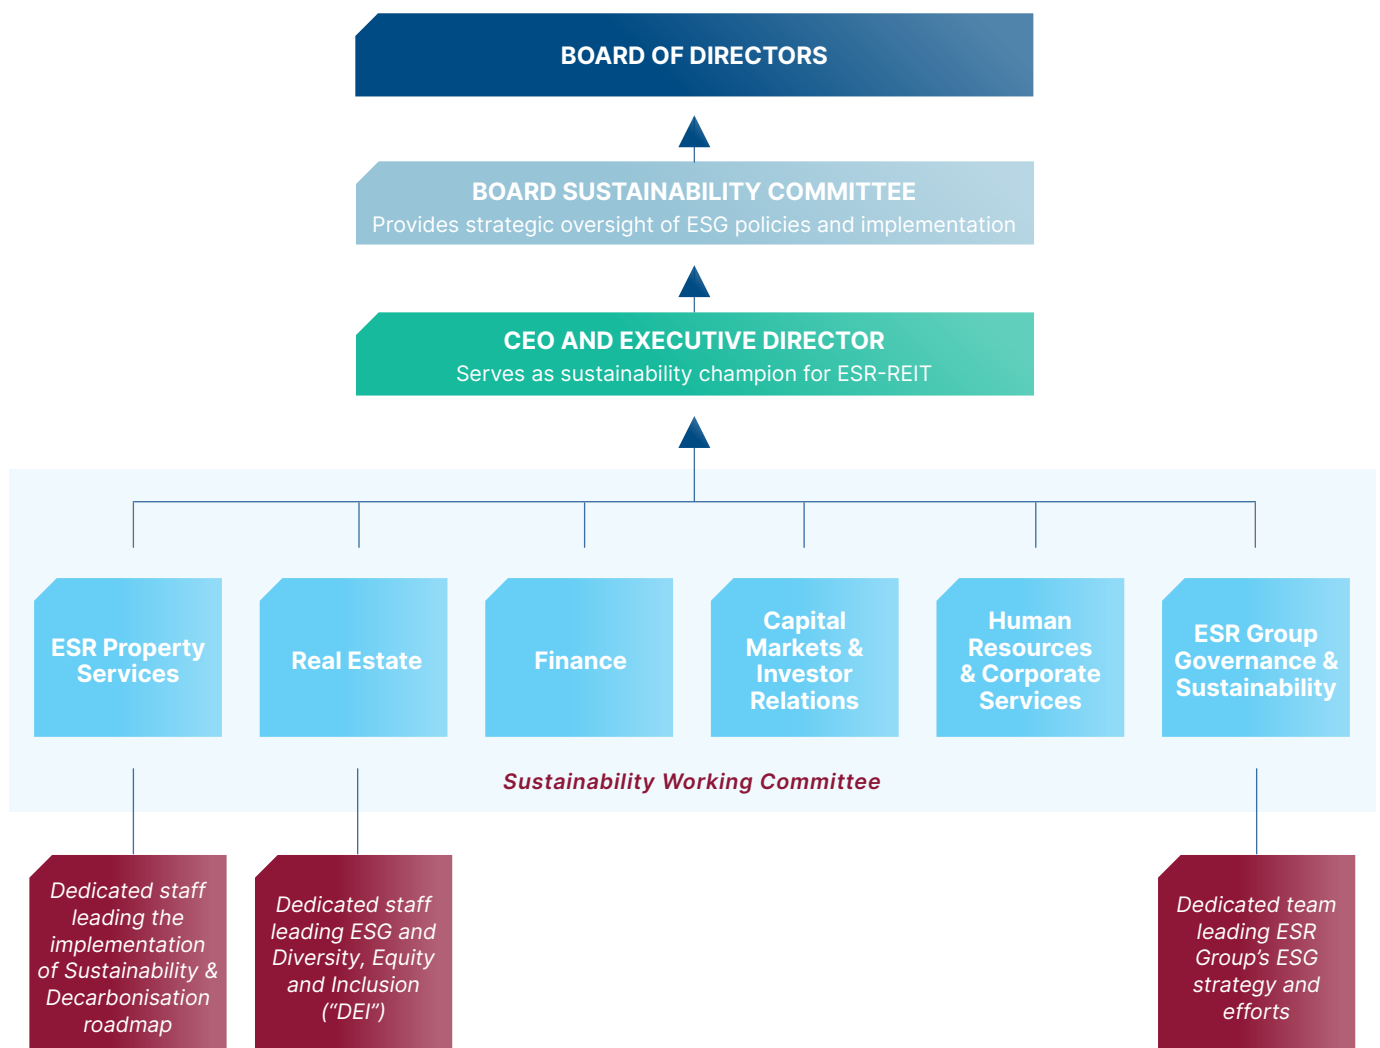 BOARD OF DIRECTORS
BOARD SUSTAINABILITY COMMITTEE
Provides strategic oversight of ESG policies and implementation
CEO AND EXECUTIVE DIRECTOR
Serves as sustainability champion for ESR-REIT
ESR Property
Services
Real Estate
Finance
Capital
Markets &
Investor
Relations
Human
Resources
& Corporate
Services
ESR Group
Governance &
Sustainability
Sustainability Working Committee
Dedicated staff
leading the
implementation
of Sustainability &
Decarbonisation
roadmap
Dedicated staff
leading ESG and
Diversity, Equity
and Inclusion
(“DEI”)
Dedicated team
leading ESR
Group’s ESG
strategy and
efforts